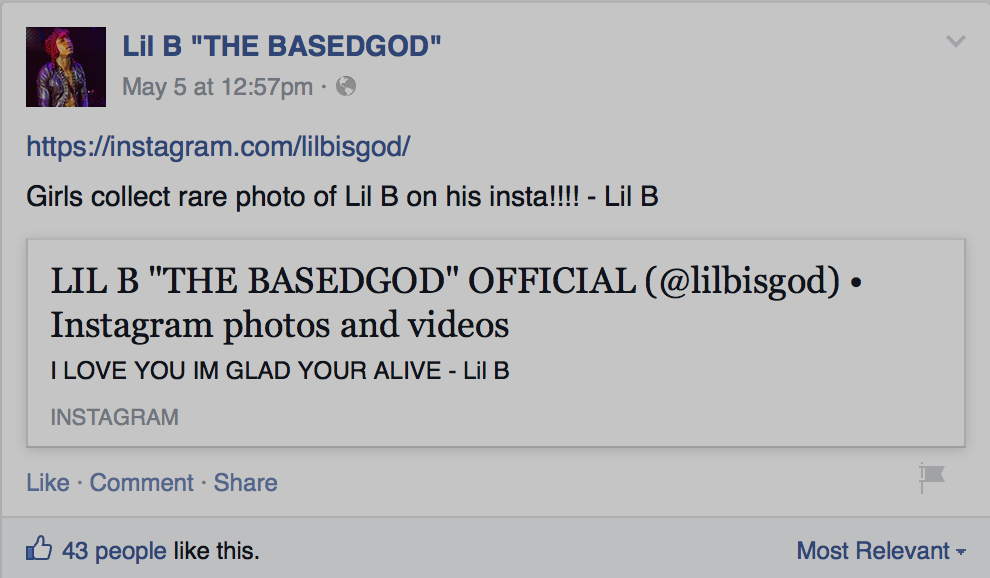 Lil B "THE BASEDGOD"
May 5 at 12:57pm ·
https://instagram.com/lilbisgod/
Girls collect rare photo of Lil B on his insta!!!! - Lil B
LIL B "THE BASEDGOD" OFFICIAL (@lilbisgod) •
Instagram photos and videos
I LOVE YOU IM GLAD YOUR ALIVE - Lil B
INSTAGRAM
Like · Comment · Share
43 people like this.
Most Relevant